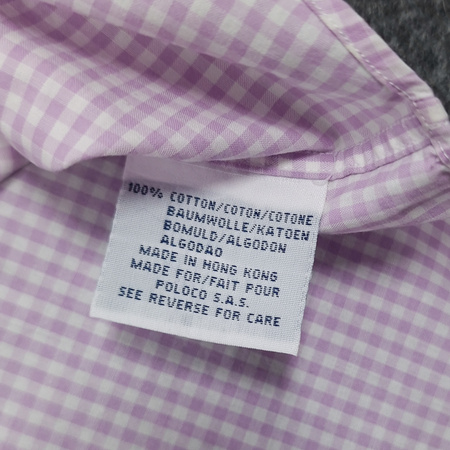 100% COTTON/COTON/COTONE
BAUMWOLLE/KATOEN
BOMULD/ALGODON
ALGODAO
MADE IN HONG KONG
MADE FOR/FAIT POUR
POLOCO S.A.S.
SEE REVERSE FOR CARE